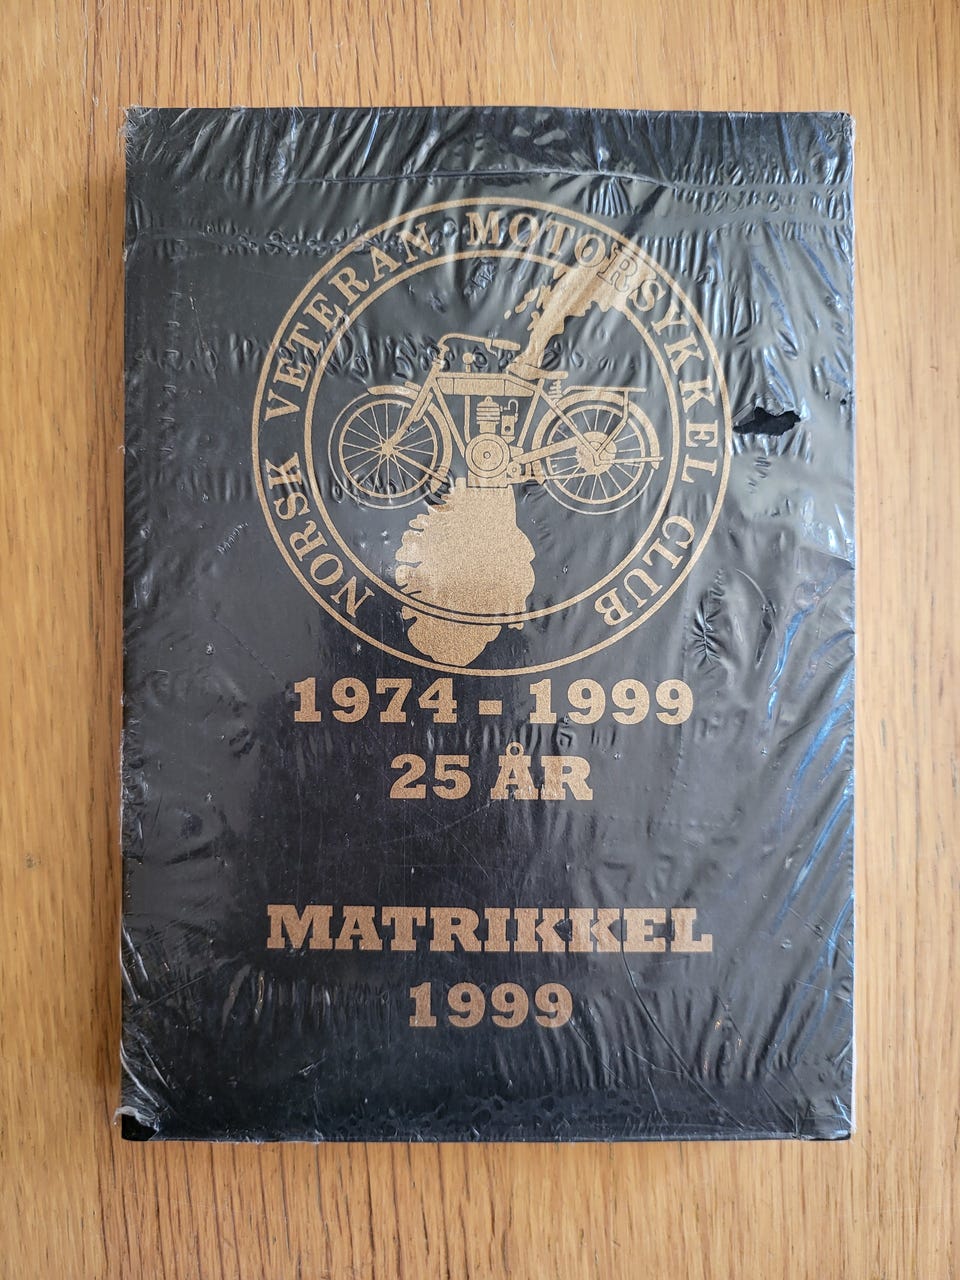 NORSK VETERAN MOTORSYKKEL CLUB
1974 - 1999
25 ÅR
MATRIKKEL
1999